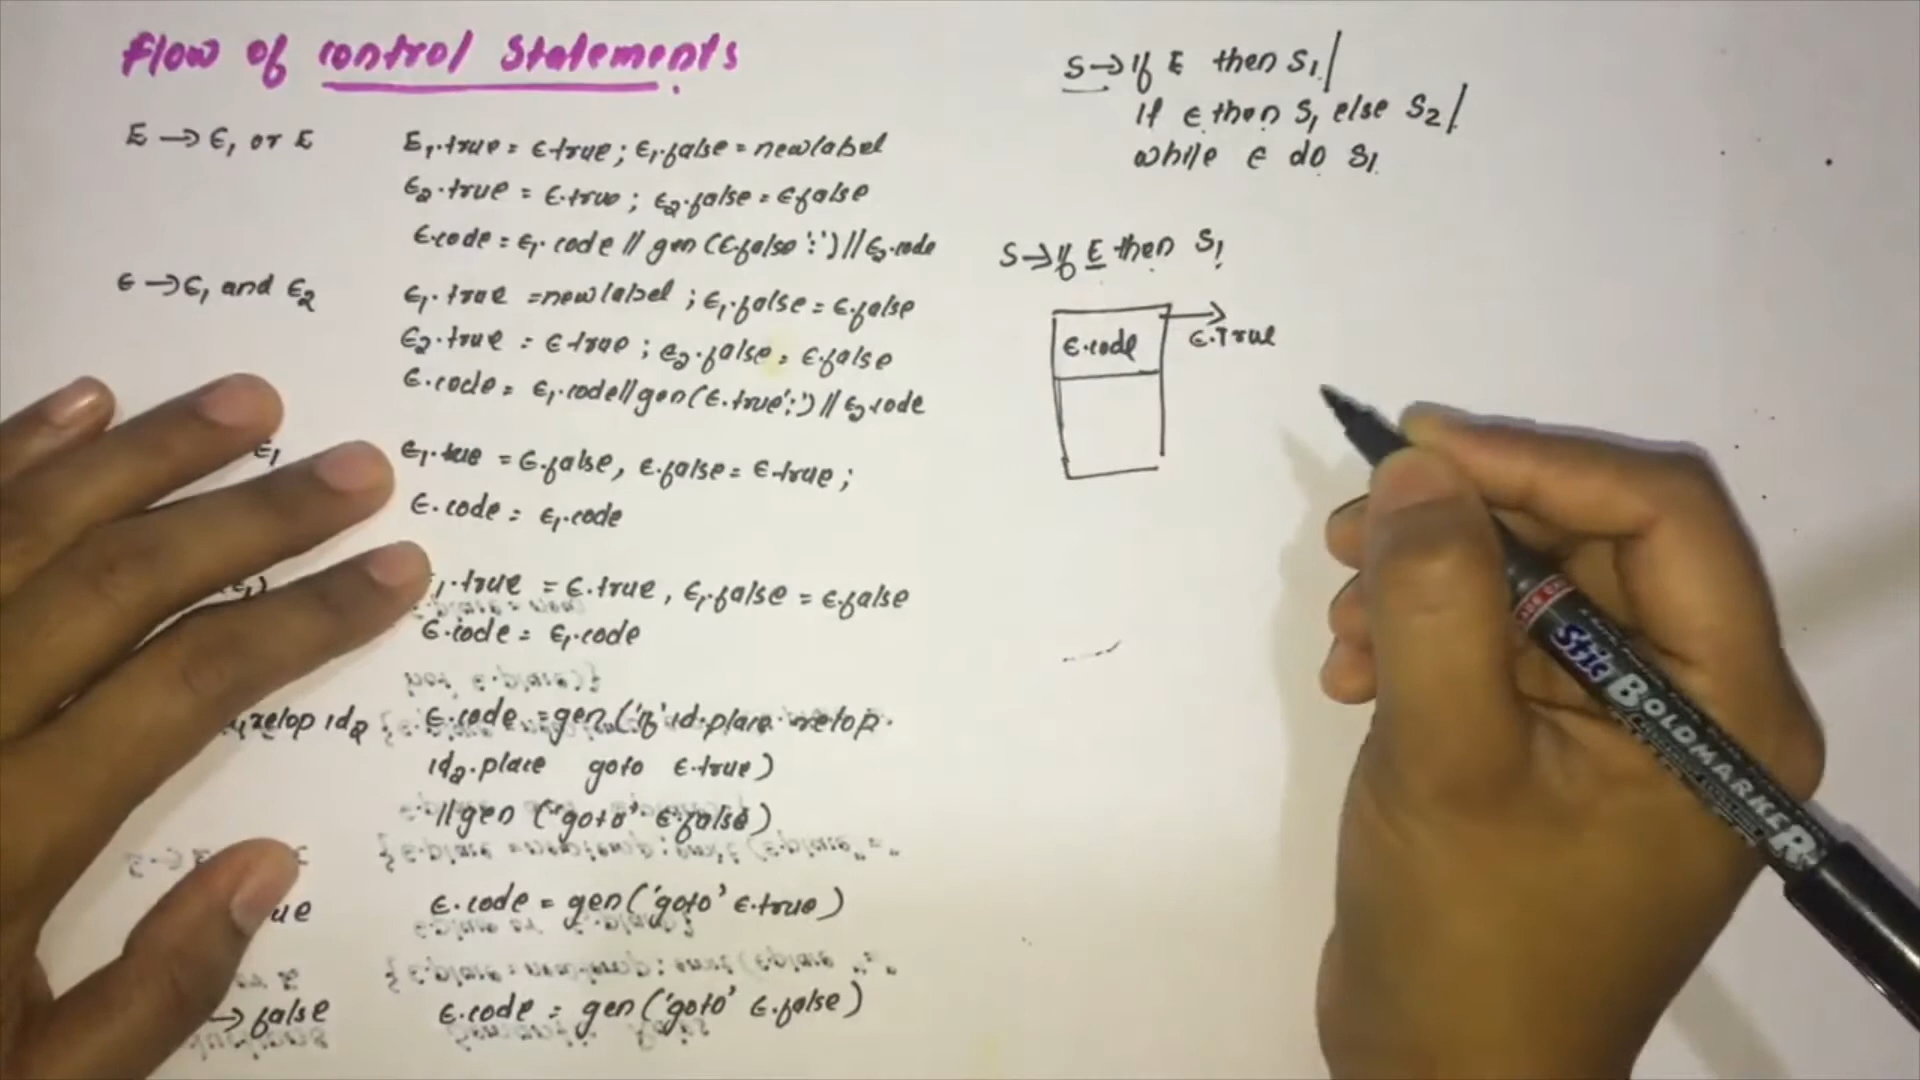 Flow of control Statements.
E → E1 or E
E1.true = E true ; E1.false = newlabel
E2.true = E.true ; E2.false = E false
E.code = E1.code // gen (E.false ':') // E2.code
E → E1 and E2
E1.true = newlabel ; E1.false = E.false
E2.true = E true ; E2.false = E.false
E.code = E1.code // gen (E.true ':') // E2 code
E1
E1.true = E.false, E.false = E.true ;
E.code = E1.code
E1)
1.true = E.true, E1.false = E.false
E.code = E1.code
relop id2
E.code = gen ('if' id.place relop.
id2.place goto E.true)
// gen ('goto' E.false)
ue
E.code = gen ('goto' E.true)
→ false
E.code = gen ('goto' E.false)
S → If E then S1 /
If E then S1 else S2 /
while E do S1
S → If E then S1
E.code
E.True
Stic BOLDMARKER